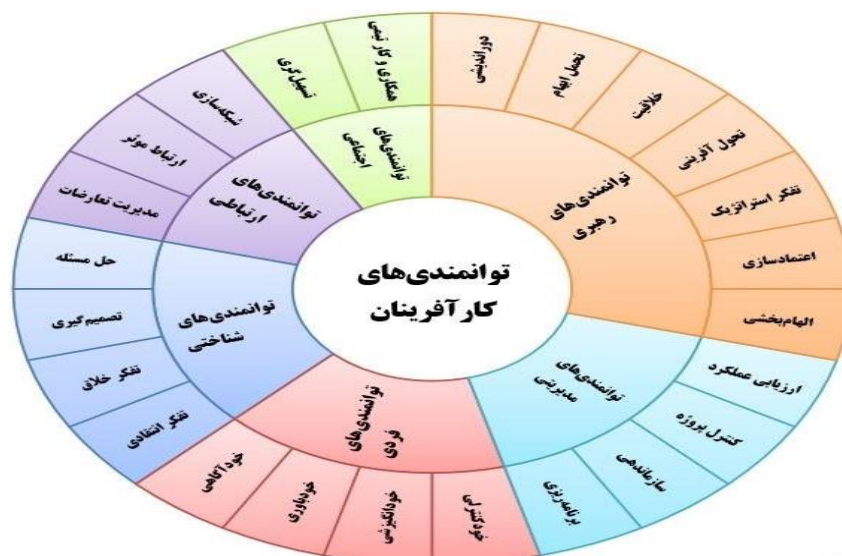 توانمندی‌های
کارآفرینان
توانمندی‌های
رهبری
دوراندیشی
تحمل ابهام
خلاقیت
تحول آفرینی
تفکر استراتژیک
اعتمادسازی
الهام‌بخشی
توانمندی‌های
مدیریتی
ارزیابی عملکرد
کنترل پروژه
سازماندهی
برنامه‌ریزی
توانمندی‌های
فردی
خودکنترلی
خودانگیزشی
خودباوری
خودآگاهی
توانمندی‌های
شناختی
تفکر انتقادی
تفکر خلاق
تصمیم‌گیری
حل مسئله
توانمندی‌های
ارتباطی
مدیریت تعارضات
ارتباط موثر
شبکه‌سازی
توانمندی‌های
اجتماعی
تسهیل‌گری
همکاری و کار تیمی